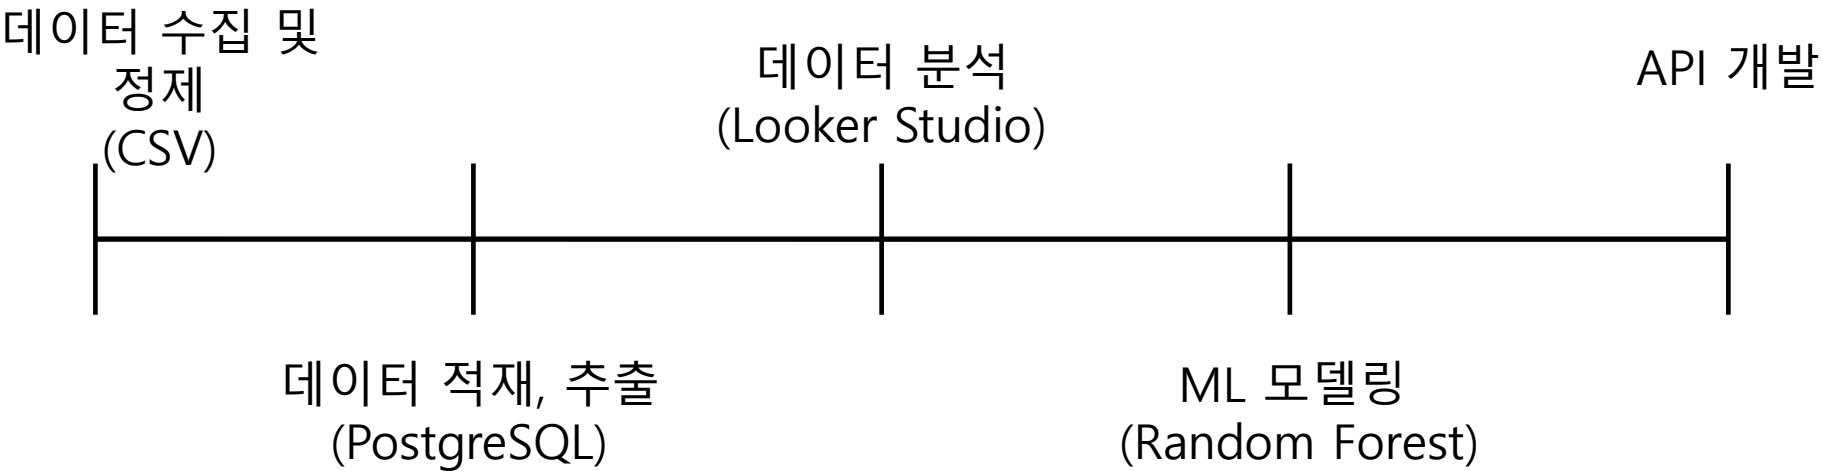 데이터 수집 및
정제
(CSV)
데이터 적재, 추출
(PostgreSQL)
데이터 분석
(Looker Studio)
ML 모델링
(Random Forest)
API 개발